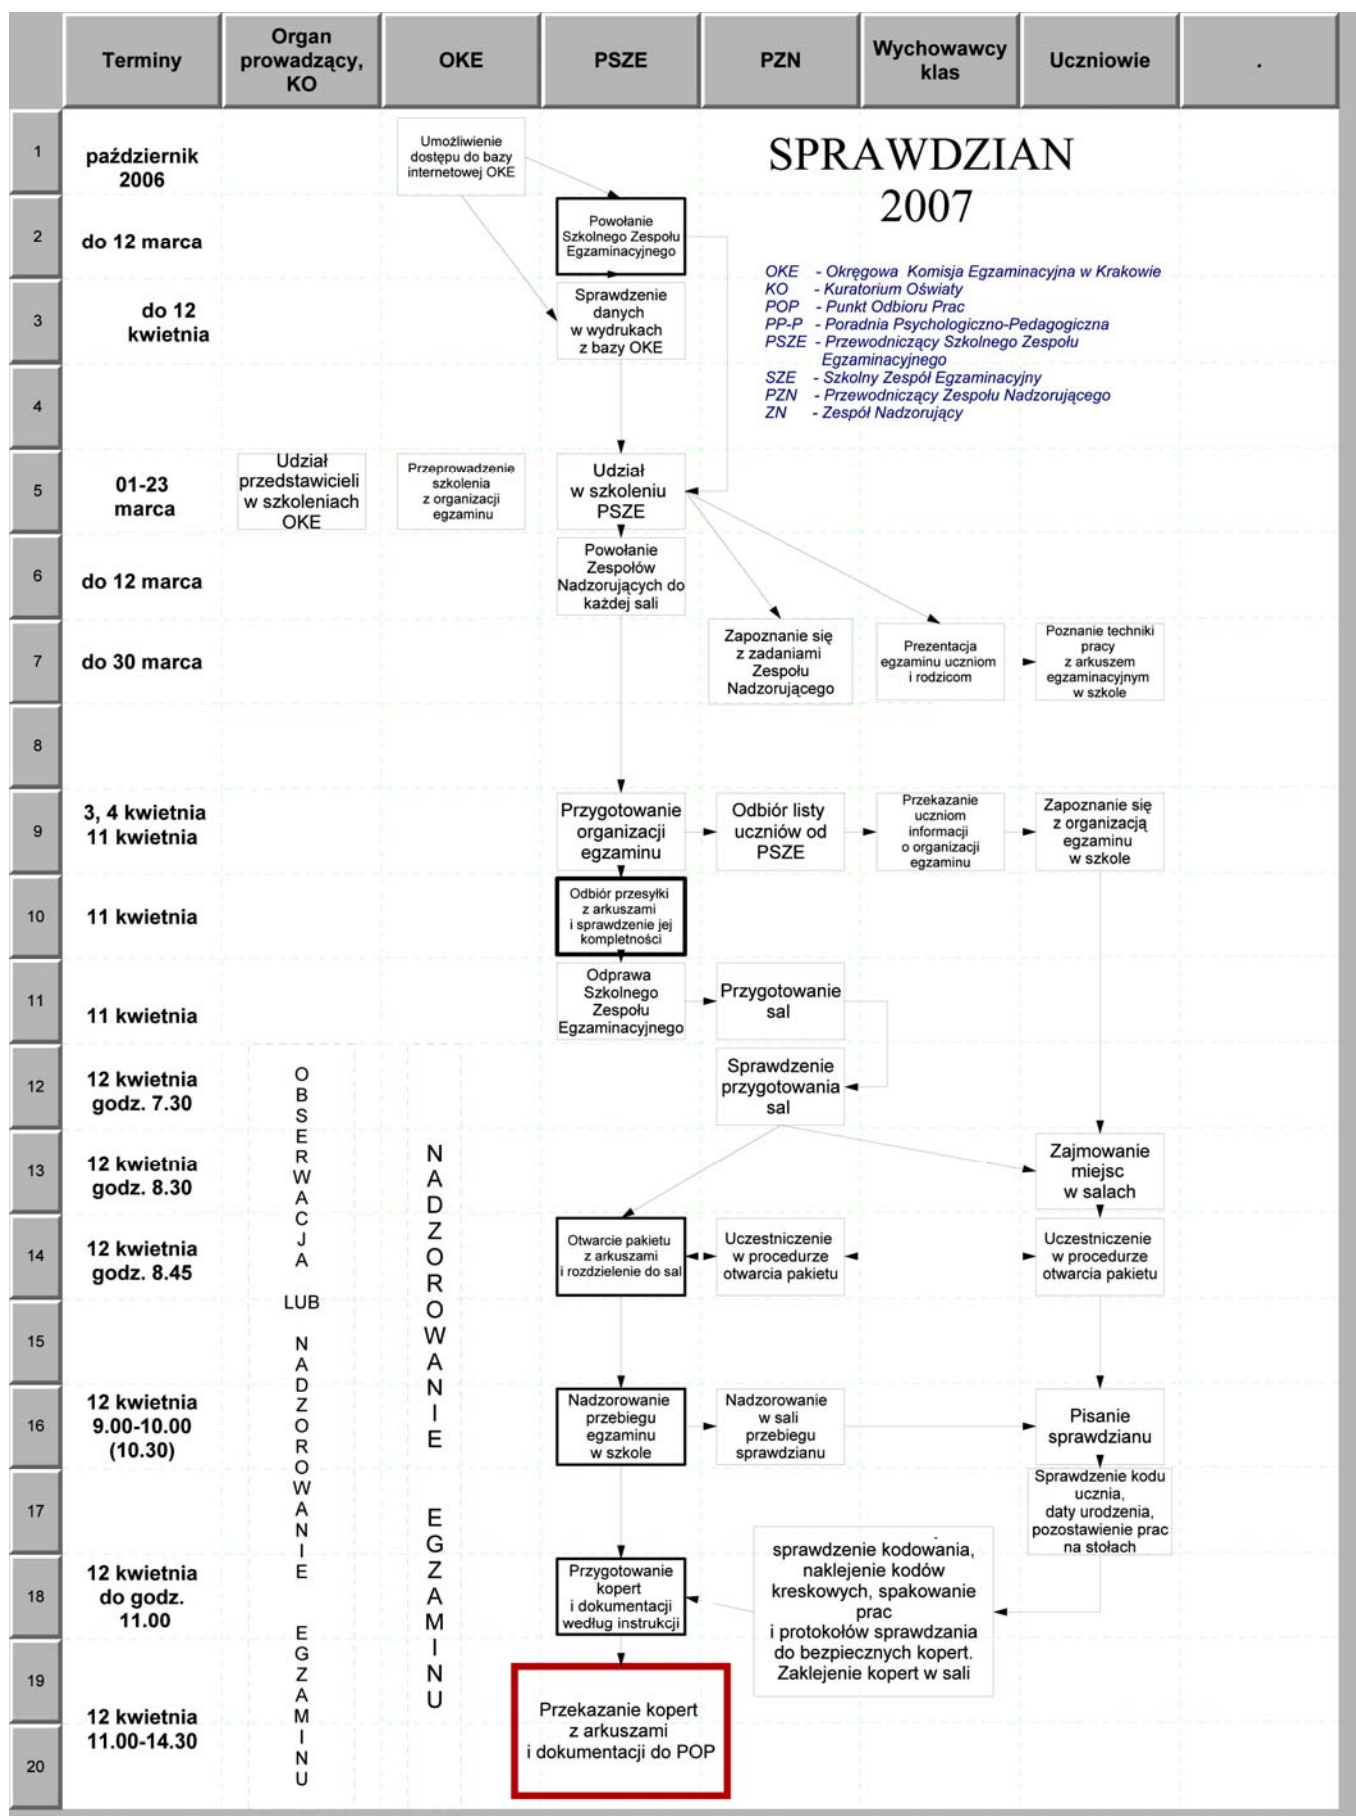 Terminy
Organ
prowadzący,
KO
OKE
PSZE
PZN
Wychowawcy
klas
Uczniowie
.
SPRAWDZIAN
2007
OKE - Okręgowa Komisja Egzaminacyjna w Krakowie
KO - Kuratorium Oświaty
POP - Punkt Odbioru Prac
PP-P - Poradnia Psychologiczno-Pedagogiczna
PSZE - Przewodniczący Szkolnego Zespołu
Egzaminacyjnego
SZE - Szkolny Zespół Egzaminacyjny
PZN - Przewodniczący Zespołu Nadzorującego
ZN - Zespół Nadzorujący
1
październik
2006
Umożliwienie
dostępu do bazy
internetowej OKE
2
do 12 marca
Powołanie
Szkolnego Zespołu
Egzaminacyjnego
3
do 12
kwietnia
Sprawdzenie
danych
w wydrukach
z bazy OKE
4
5
01-23
marca
Udział
przedstawicieli
w szkoleniach
OKE
Przeprowadzenie
szkolenia
z organizacji
egzaminu
Udział
w szkoleniu
PSZE
6
do 12 marca
Powołanie
Zespołów
Nadzorujących do
każdej sali
7
do 30 marca
Zapoznanie się
z zadaniami
Zespołu
Nadzorującego
Prezentacja
egzaminu uczniom
i rodzicom
Poznanie techniki
pracy
z arkuszem
egzaminacyjnym
w szkole
8
9
3, 4 kwietnia
11 kwietnia
Przygotowanie
organizacji
egzaminu
Odbiór listy
uczniów od
PSZE
Przekazanie
uczniom
informacji
o organizacji
egzaminu
Zapoznanie się
z organizacją
egzaminu
w szkole
10
11 kwietnia
Odbiór przesyłki
z arkuszami
i sprawdzenie jej
kompletności
11
11 kwietnia
Odprawa
Szkolnego
Zespołu
Egzaminacyjnego
Przygotowanie
sal
12
12 kwietnia
godz. 7.30
Sprawdzenie
przygotowania
sal
OBSERWACJA LUB NADZOROWANIE EGZAMINU
NADZOROWANIE EGZAMINU
13
12 kwietnia
godz. 8.30
Zajmowanie
miejsc
w salach
14
12 kwietnia
godz. 8.45
Otwarcie pakietu
z arkuszami
i rozdzielenie do sal
Uczestniczenie
w procedurze
otwarcia pakietu
Uczestniczenie
w procedurze
otwarcia pakietu
15
16
12 kwietnia
9.00-10.00
(10.30)
Nadzorowanie
przebiegu
egzaminu
w szkole
Nadzorowanie
w sali
przebiegu
sprawdzianu
Pisanie
sprawdzianu
17
Sprawdzenie kodu
ucznia,
daty urodzenia,
pozostawienie prac
na stołach
18
12 kwietnia
do godz.
11.00
Przygotowanie
kopert
i dokumentacji
według instrukcji
sprawdzenie kodowania,
naklejenie kodów
kreskowych, spakowanie
prac
i protokołów sprawdzania
do bezpiecznych kopert.
Zaklejenie kopert w sali
19
12 kwietnia
11.00-14.30
Przekazanie kopert
z arkuszami
i dokumentacji do POP
20